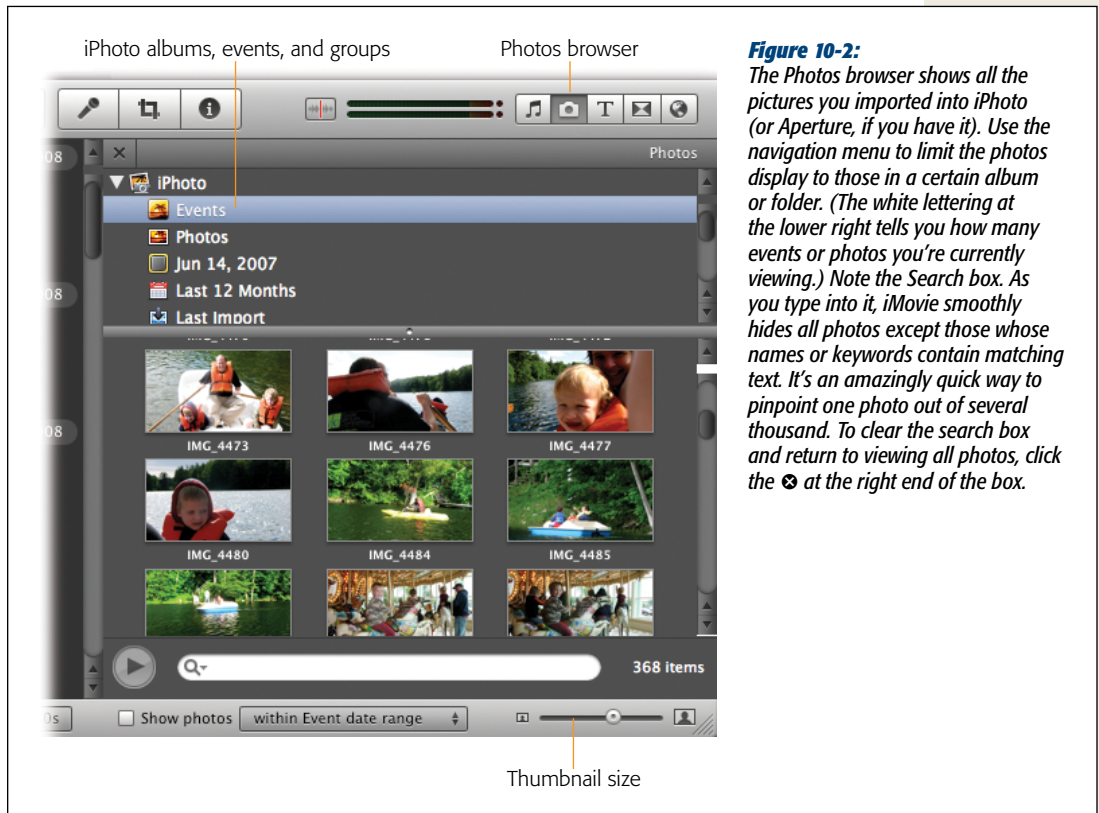 iPhoto albums, events, and groups
Photos browser
T
08
Photos
iPhoto
Events
Photos
Jun 14, 2007
08
Last 12 Months
Last Import
IMG_4473
IMG_4476
IMG_4477
08
IMG_4480
IMG_4484
IMG_4485
368 items
0s
Show photos
within Event date range
Thumbnail size
Figure 10-2:
The Photos browser shows all the
pictures you imported into iPhoto
(or Aperture, if you have it). Use the
navigation menu to limit the photos
display to those in a certain album
or folder. (The white lettering at
the lower right tells you how many
events or photos you're currently
viewing.) Note the Search box. As
you type into it, iMovie smoothly
hides all photos except those whose
names or keywords contain matching
text. It's an amazingly quick way to
pinpoint one photo out of several
thousand. To clear the search box
and return to viewing all photos, click
the ⊗ at the right end of the box.